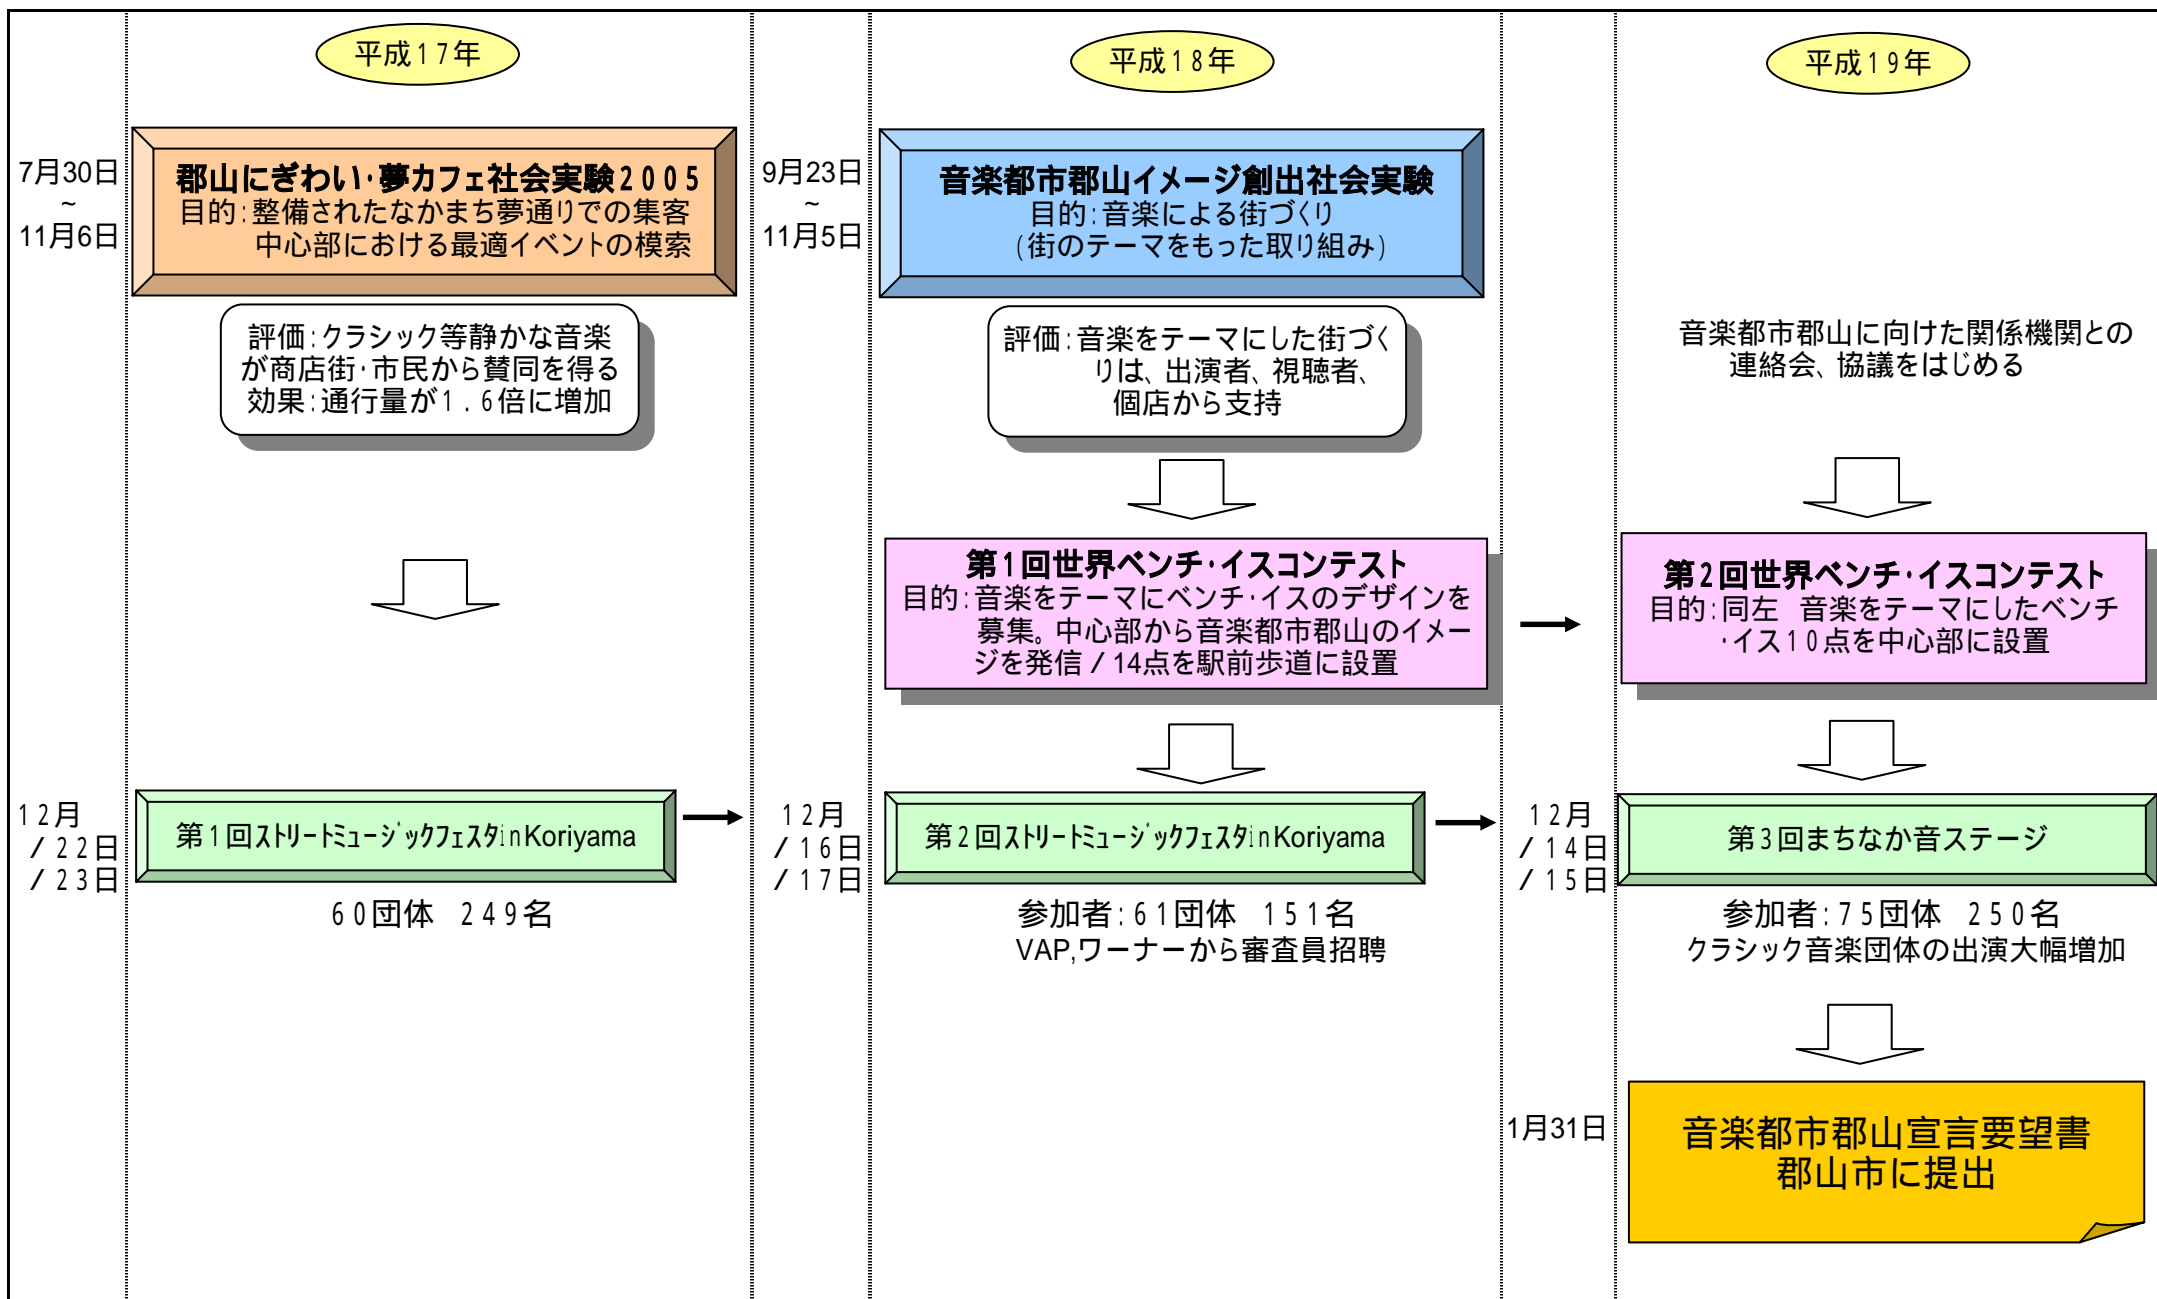 平成17年
7月30日
~
11月6日
郡山にぎわい・夢カフェ社会実験2005
目的:整備されたなかまち夢通りでの集客
中心部における最適イベントの模索
評価:クラシック等静かな音楽
が商店街・市民から賛同を得る
効果:通行量が1.6倍に増加
12月
/22日
/23日
第1回ｽﾄﾘｰﾄﾐｭｰｼﾞｯｸﾌｪｽﾀinKoriyama
60団体 249名
平成18年
9月23日
~
11月5日
音楽都市郡山イメージ創出社会実験
目的:音楽による街づくり
(街のテーマをもった取り組み)
評価:音楽をテーマにした街づく
りは、出演者、視聴者、
個店から支持
第1回世界ベンチ・イスコンテスト
目的:音楽をテーマにベンチ・イスのデザインを
募集。中心部から音楽都市郡山のイメー
ジを発信/14点を駅前歩道に設置
12月
/16日
/17日
第2回ｽﾄﾘｰﾄﾐｭｰｼﾞｯｸﾌｪｽﾀinKoriyama
参加者:61団体 151名
VAP,ワーナーから審査員招聘
平成19年
音楽都市郡山に向けた関係機関との
連絡会、協議をはじめる
第2回世界ベンチ・イスコンテスト
目的:同左 音楽をテーマにしたベンチ
・イス10点を中心部に設置
12月
/14日
/15日
第3回まちなか音ステージ
参加者:75団体 250名
クラシック音楽団体の出演大幅増加
1月31日
音楽都市郡山宣言要望書
郡山市に提出